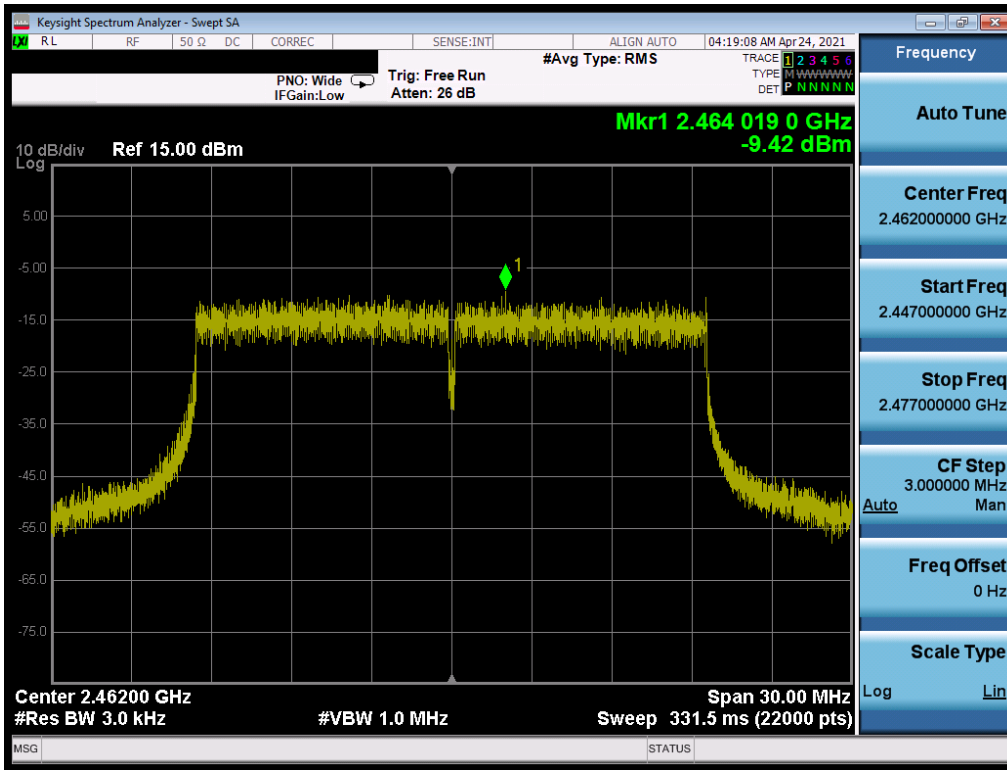 Keysight Spectrum Analyzer - Swept SA
LXI RL RF 50 Ω DC CORREC SENSE:INT ALIGN AUTO 04:19:08 AM Apr 24, 2021
#Avg Type: RMS TRACE 1 2 3 4 5 6
PNO: Wide Trig: Free Run TYPE M W W W W W
IFGain:Low Atten: 26 dB DET P N N N N N
Mkr1 2.464 019 0 GHz
-9.42 dBm
10 dB/div Ref 15.00 dBm
Log
5.00
-5.00
1
-15.0
-25.0
-35.0
-45.0
-55.0
-65.0
-75.0
Center 2.46200 GHz Span 30.00 MHz
#Res BW 3.0 kHz #VBW 1.0 MHz Sweep 331.5 ms (22000 pts)
MSG STATUS
Frequency
Auto Tune
Center Freq
2.462000000 GHz
Start Freq
2.447000000 GHz
Stop Freq
2.477000000 GHz
CF Step
3.000000 MHz
Auto Man
Freq Offset
0 Hz
Scale Type
Log Lin